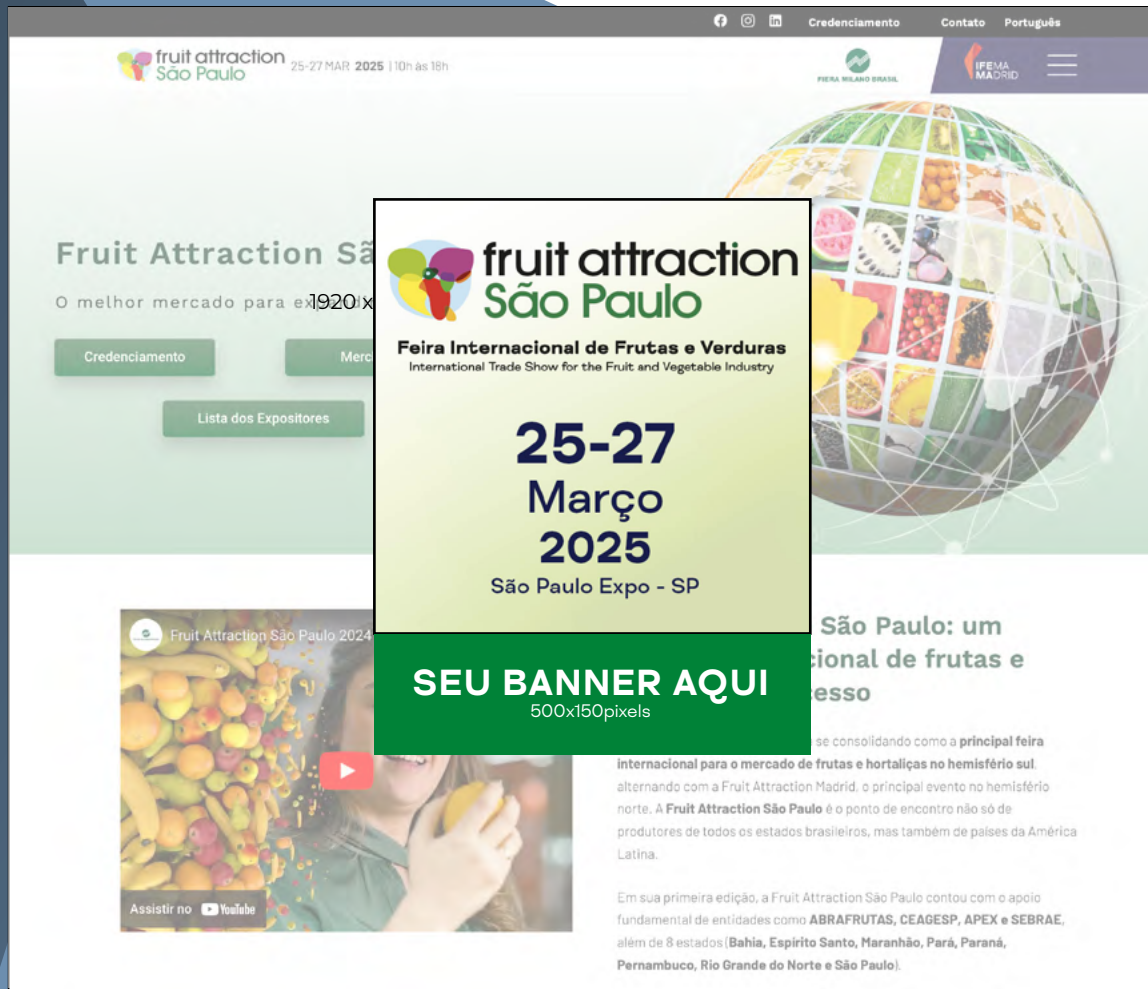 Credenciamento Contato Português
fruit attraction
São Paulo
25-27 MAR 2025 | 10h às 18h
FIERA MILANO BRASIL
IFEMA
MADRID
Fruit Attraction Sã
O melhor mercado para
1920 x
Credenciamento
Merc
Lista dos Expositores
fruit attraction
São Paulo
Feira Internacional de Frutas e Verduras
International Trade Show for the Fruit and Vegetable Industry
25-27
Março
2025
São Paulo Expo - SP
SEU BANNER AQUI
500x150pixels
Fruit Attraction São Paulo 2024
Assistir no YouTube
São Paulo: um
cional de frutas e
esso
se consolidando como a principal feira
internacional para o mercado de frutas e hortaliças no hemisfério sul,
alternando com a Fruit Attraction Madrid, o principal evento no hemisfério
norte. A Fruit Attraction São Paulo é o ponto de encontro não só de
produtores de todos os estados brasileiros, mas também de países da América
Latina.
Em sua primeira edição, a Fruit Attraction São Paulo contou com o apoio
fundamental de entidades como ABRAFRUTAS, CEAGESP, APEX e SEBRAE,
além de 8 estados (Bahia, Espírito Santo, Maranhão, Pará, Paraná,
Pernambuco, Rio Grande do Norte e São Paulo).